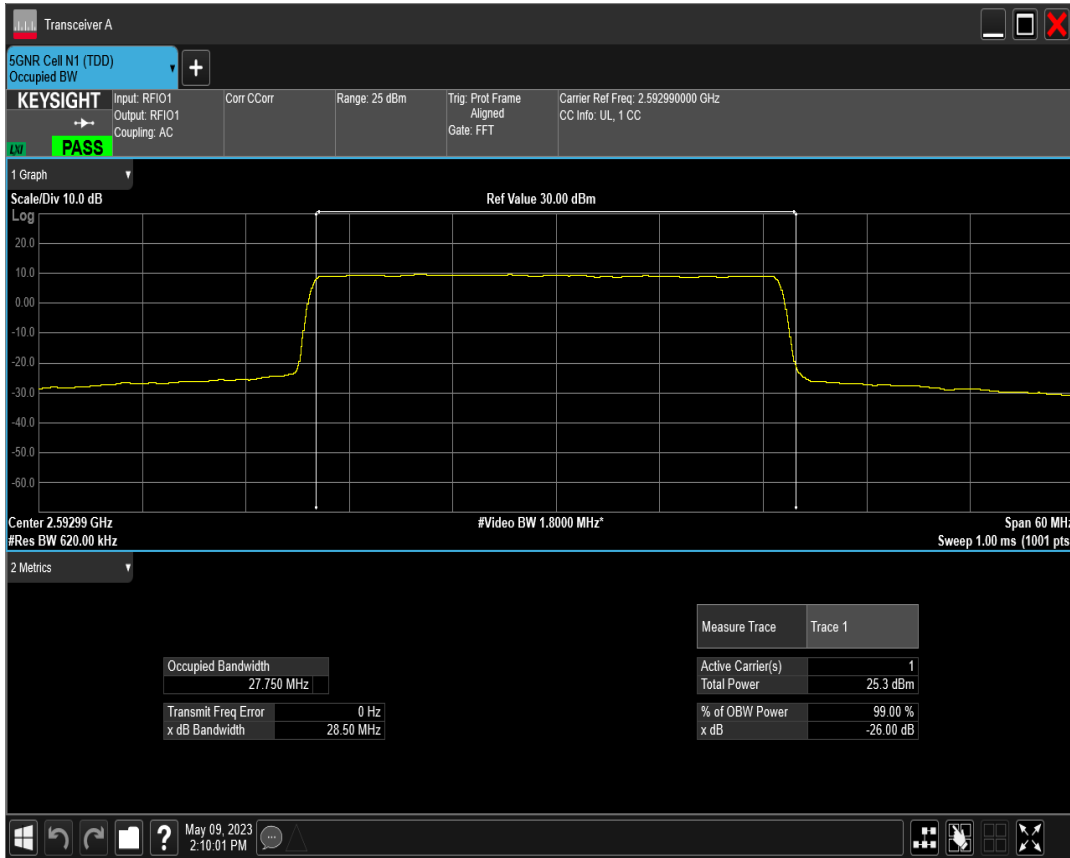 Transceiver A
5GNR Cell N1 (TDD)
Occupied BW
+
KEYSIGHT
LXI
PASS
Input: RFIO1
Output: RFIO1
Coupling: AC
Corr CCorr
Range: 25 dBm
Trig: Prot Frame
Aligned
Gate: FFT
Carrier Ref Freq: 2.592990000 GHz
CC Info: UL, 1 CC
1 Graph
Scale/Div 10.0 dB
Ref Value 30.00 dBm
Log
20.0
10.0
0.00
-10.0
-20.0
-30.0
-40.0
-50.0
-60.0
Center 2.59299 GHz
#Video BW 1.8000 MHz*
Span 60 MHz
#Res BW 620.00 kHz
Sweep 1.00 ms (1001 pts
2 Metrics
Measure Trace Trace 1
Occupied Bandwidth
27.750 MHz
Active Carrier(s) 1
Total Power 25.3 dBm
Transmit Freq Error 0 Hz
x dB Bandwidth 28.50 MHz
% of OBW Power 99.00 %
x dB -26.00 dB
?
May 09, 2023
2:10:01 PM